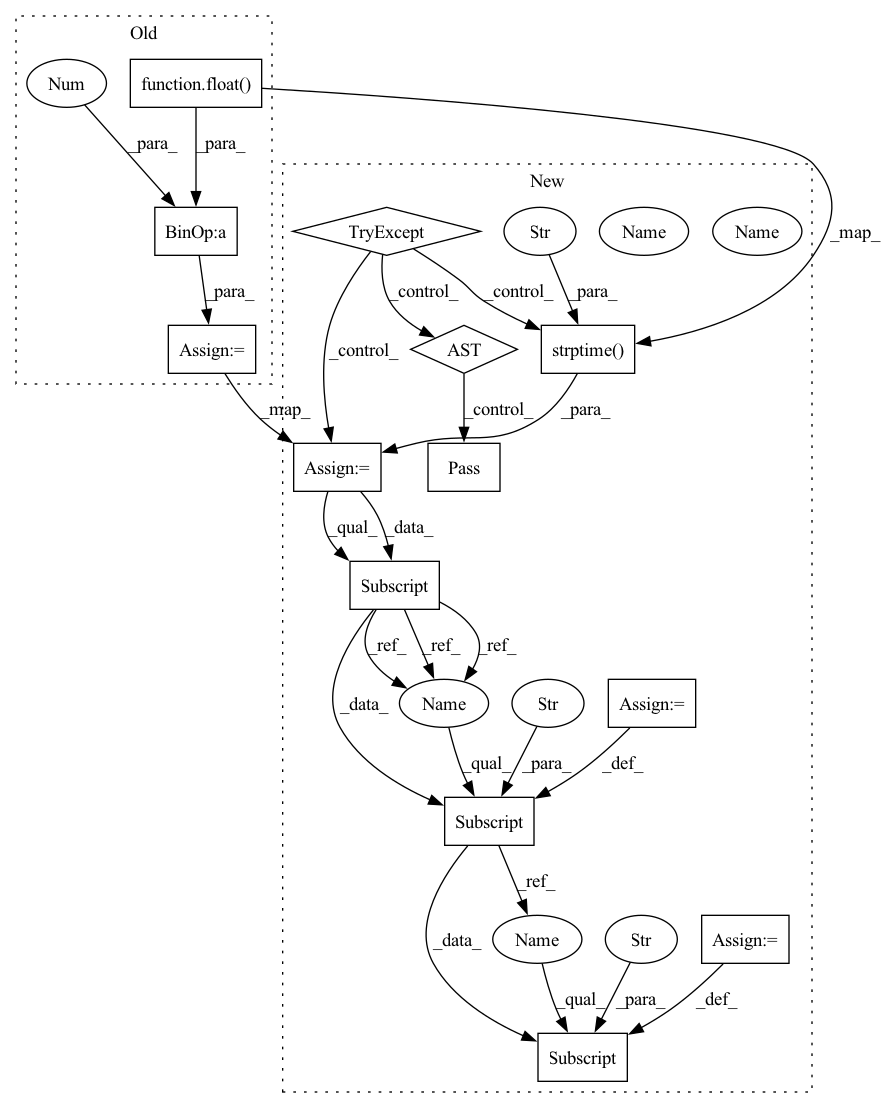 Old
Num
function.float()
_para_
_para_
New
BinOp:a
TryExcept
Str
Name
Name
_map_
_para_
_control_
_control_
_para_
Assign:=
_control_
AST
strptime()
_map_
_control_
_para_
Assign:=
Pass
_qual_
_data_
Subscript
_ref_
_ref_
_ref_
_data_
Name
Str
Assign:=
_qual_
_para_
_def_
Subscript
_ref_
_data_
Name
Str
Assign:=
_qual_
_para_
_def_
Subscript